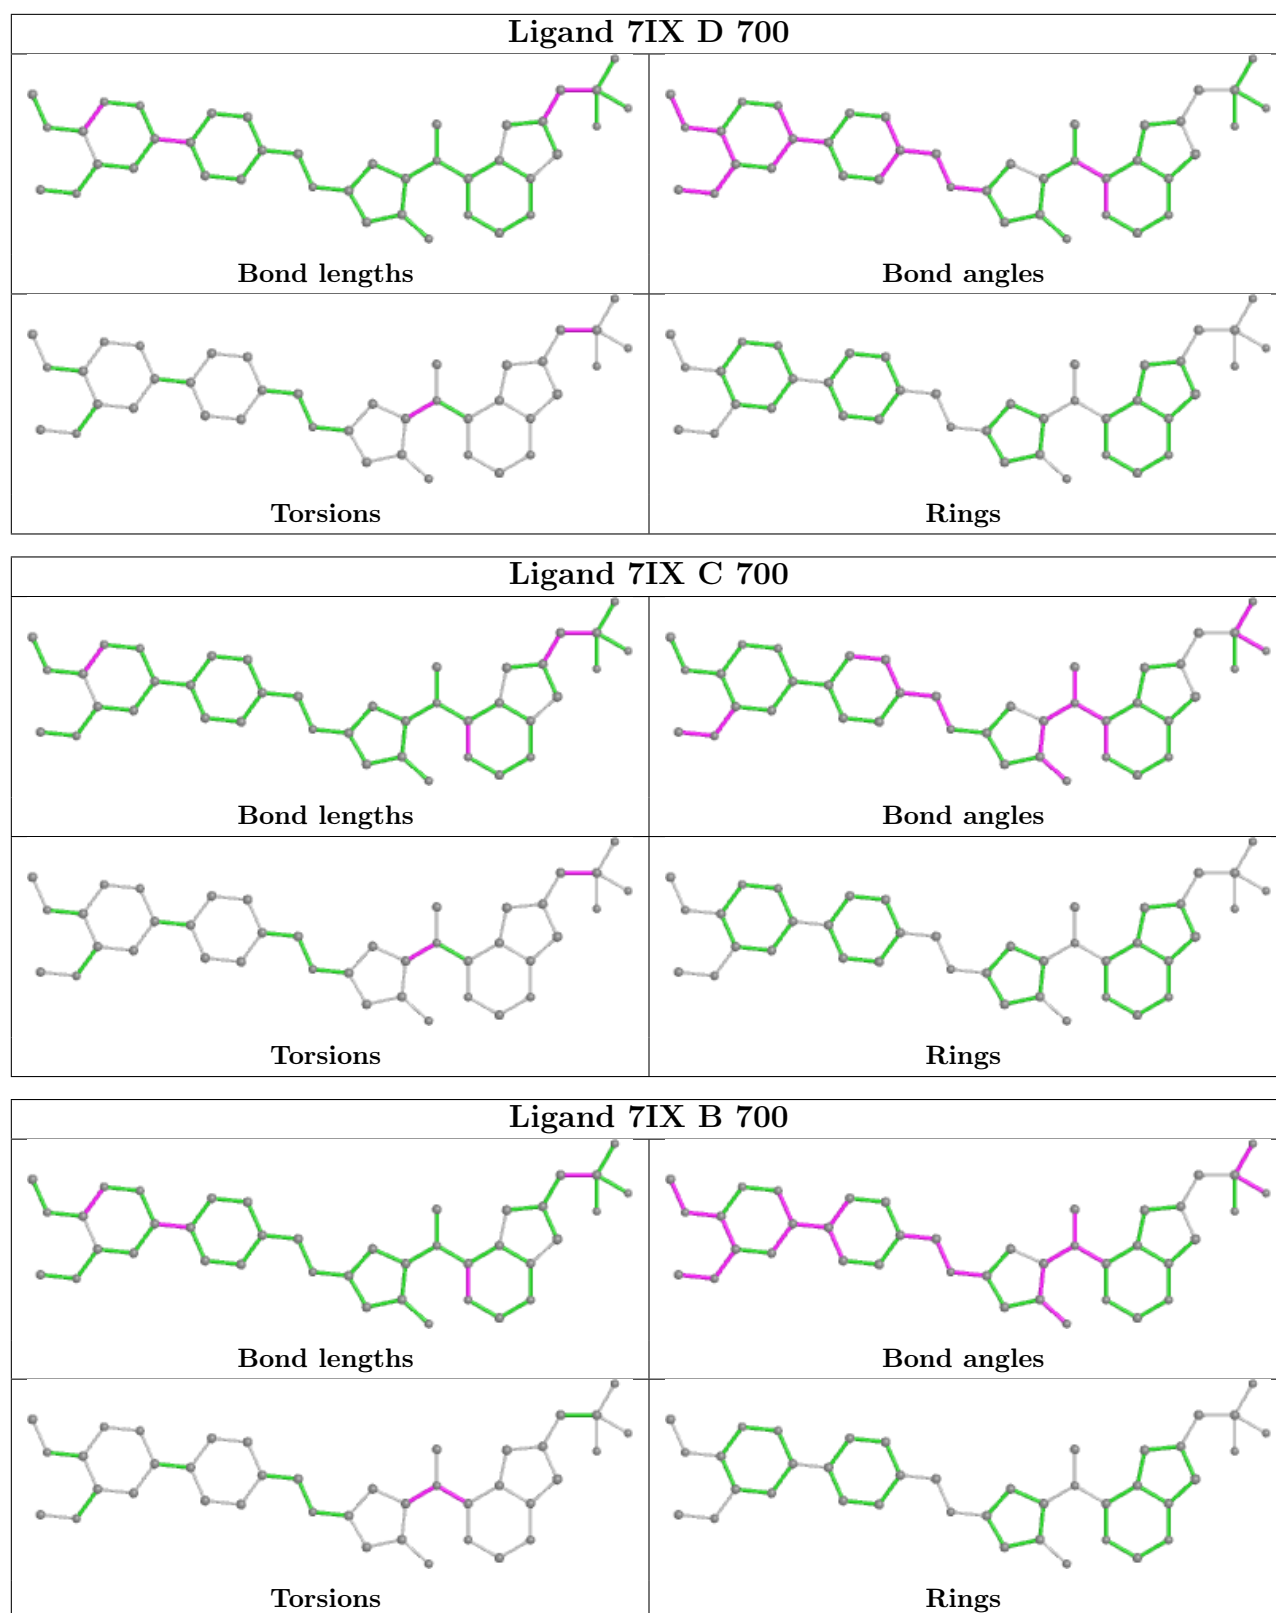 Ligand 7IX D 700
Bond lengths
Bond angles
Torsions
Rings
Ligand 7IX C 700
Bond lengths
Bond angles
Torsions
Rings
Ligand 7IX B 700
Bond lengths
Bond angles
Torsions
Rings